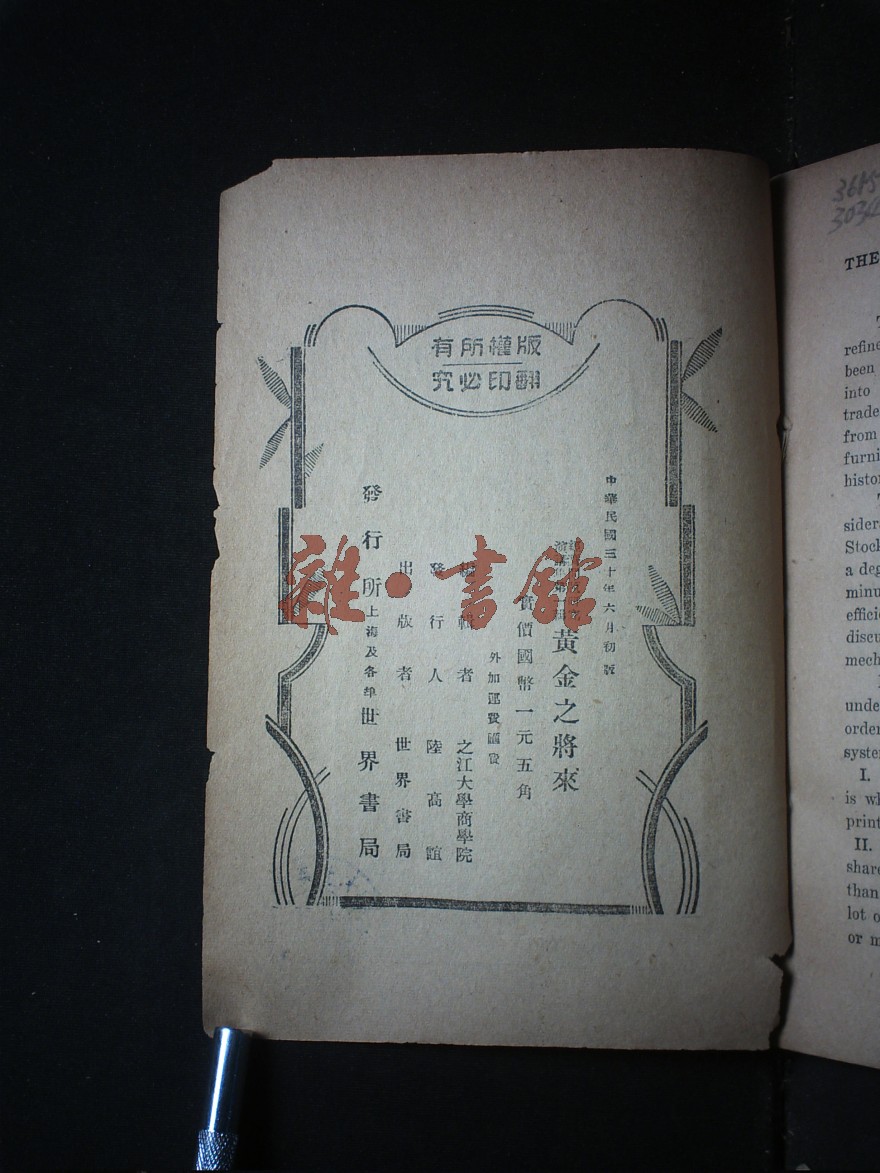 版權所有
翻印必究
中華民國三十年六月初版
黃金之將來
實價國幣一元五角
外加運費匯費
編輯者 之江大學商學院
發行人 陸高誼
出版者 世界書局
發行所 上海及各埠 世界書局
雜·書館
3645
THE
refine
been
into
trade
from
furni
histor
sidera
Stock
a deg
minu
efficie
discu
mech
unde
order
syste
I.
is wh
print
II.
share
than
lot o
or m